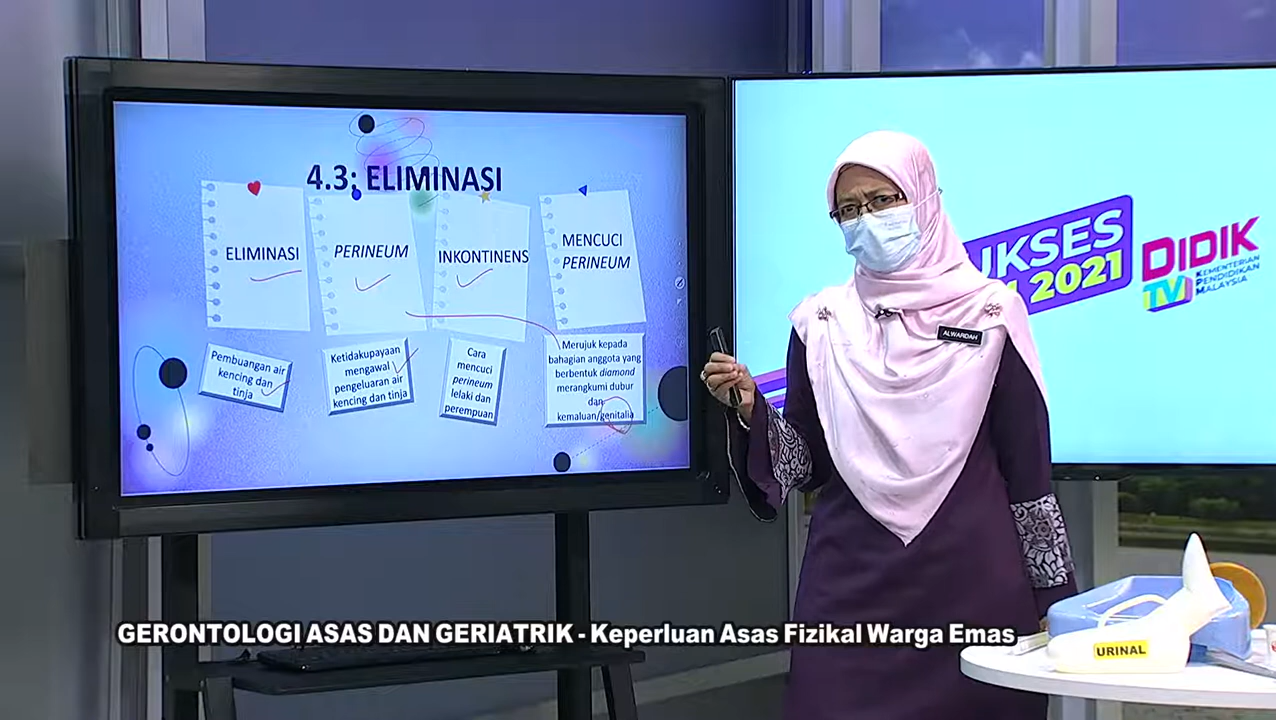 4.3: ELIMINASI
ELIMINASI
PERINEUM
INKONTINENS
MENCUCI
PERINEUM
Pembuangan air
kencing dan
tinja
Ketidakupayaan
mengawal
pengeluaran air
kencing dan tinja
Cara
mencuci
perineum
lelaki dan
perempuan
Merujuk kepada
bahagian anggota yang
berbentuk diamond
merangkumi dubur
dan
kemaluan/genitalia
2021
DIDIK
TV
KEMENTERIAN
PENDIDIKAN
MALAYSIA
ALWARDAH
URINAL
GERONTOLOGI ASAS DAN GERIATRIK - Keperluan Asas Fizikal Warga Emas